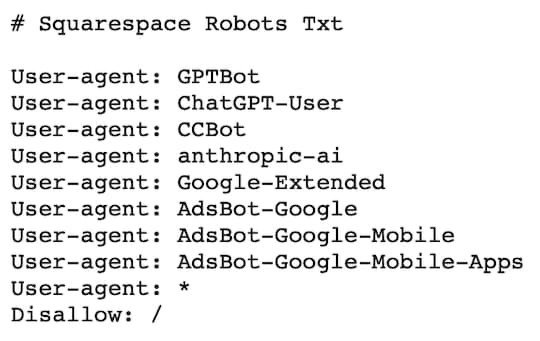 # Squarespace Robots Txt
User-agent: GPTBot
User-agent: ChatGPT-User
User-agent: CCBot
User-agent: anthropic-ai
User-agent: Google-Extended
User-agent: AdsBot-Google
User-agent: AdsBot-Google-Mobile
User-agent: AdsBot-Google-Mobile-Apps
User-agent: *
Disallow: /